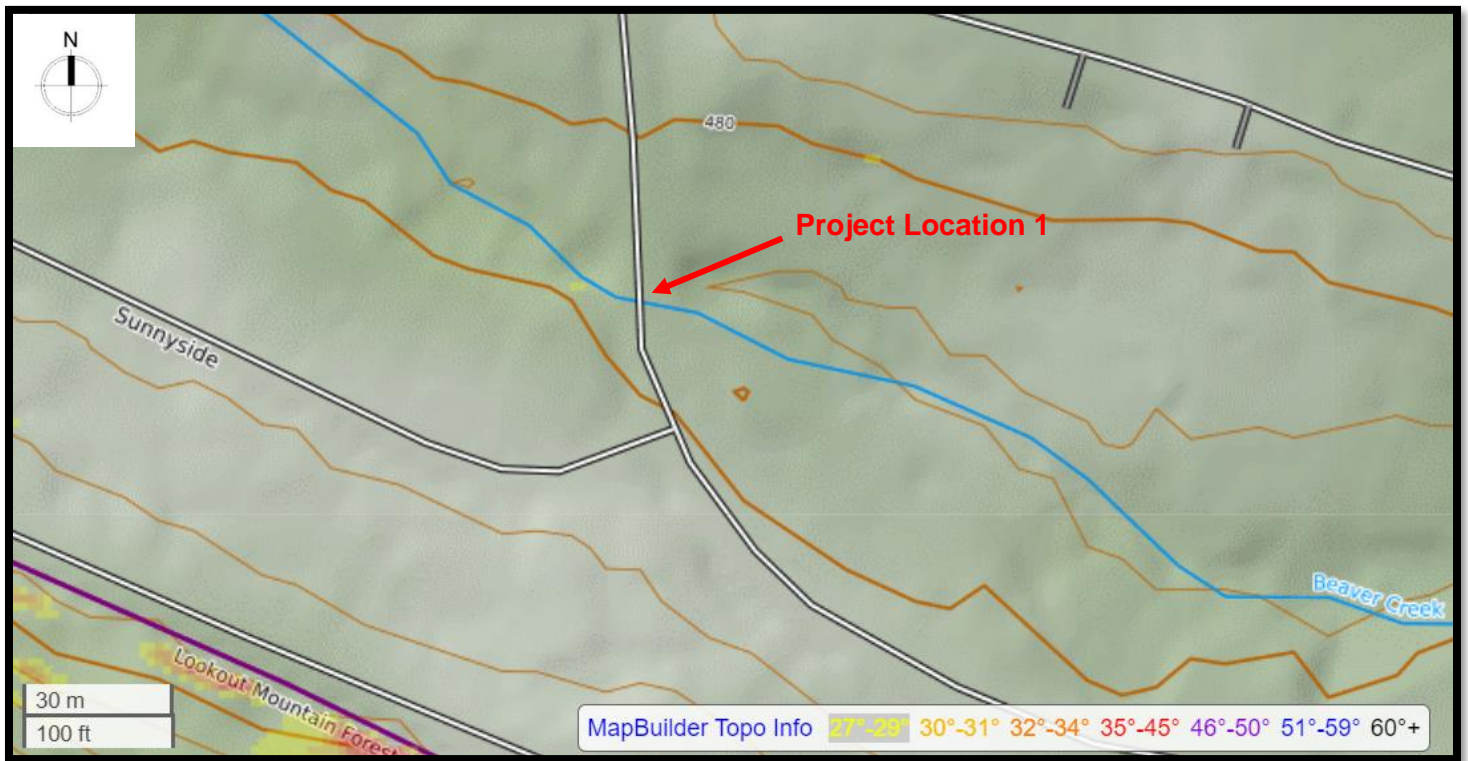 N
480
Project Location 1
Sunnyside
Beaver Creek
Lookout Mountain Forest
30 m
100 ft
MapBuilder Topo Info 27°-29° 30°-31° 32°-34° 35°-45° 46°-50° 51°-59° 60°+